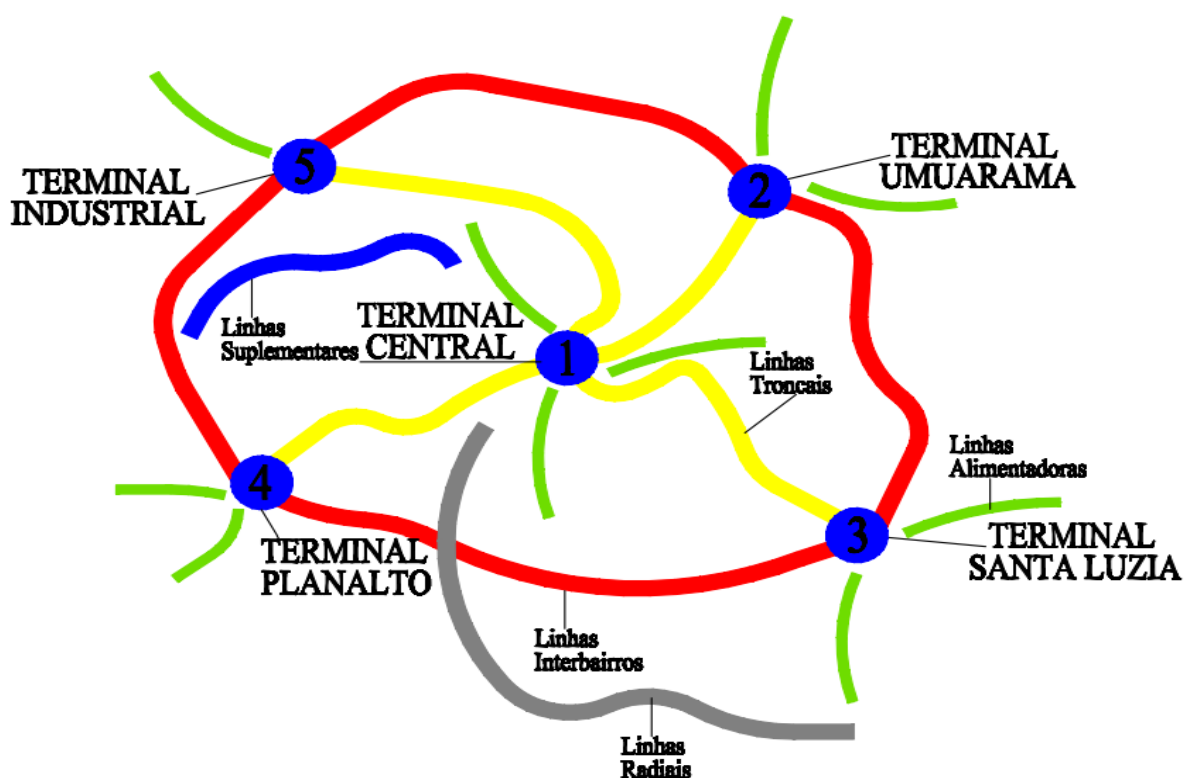 5
TERMINAL
INDUSTRIAL
2
TERMINAL
UMUARAMA
Linhas
Suplementares
TERMINAL
CENTRAL
1
Linhas
Troncais
4
TERMINAL
PLANALTO
Linhas
Alimentadoras
3
TERMINAL
SANTA LUZIA
Linhas
Interbairros
Linhas
Radiais